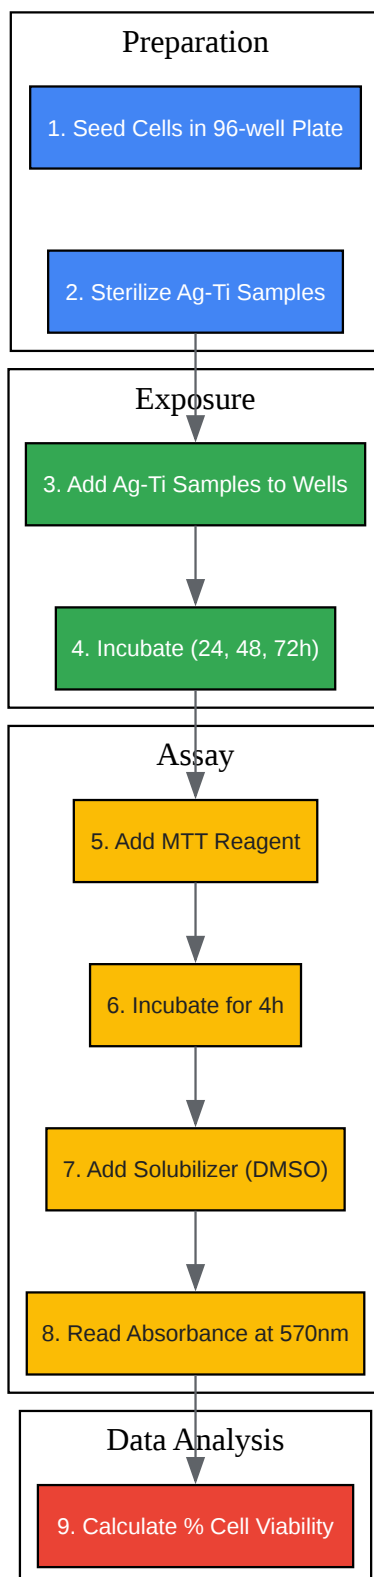 Preparation
1. Seed Cells in 96-well Plate
2. Sterilize Ag-Ti Samples
Exposure
3. Add Ag-Ti Samples to Wells
4. Incubate (24, 48, 72h)
Assay
5. Add MTT Reagent
6. Incubate for 4h
7. Add Solubilizer (DMSO)
8. Read Absorbance at 570nm
Data Analysis
9. Calculate % Cell Viability